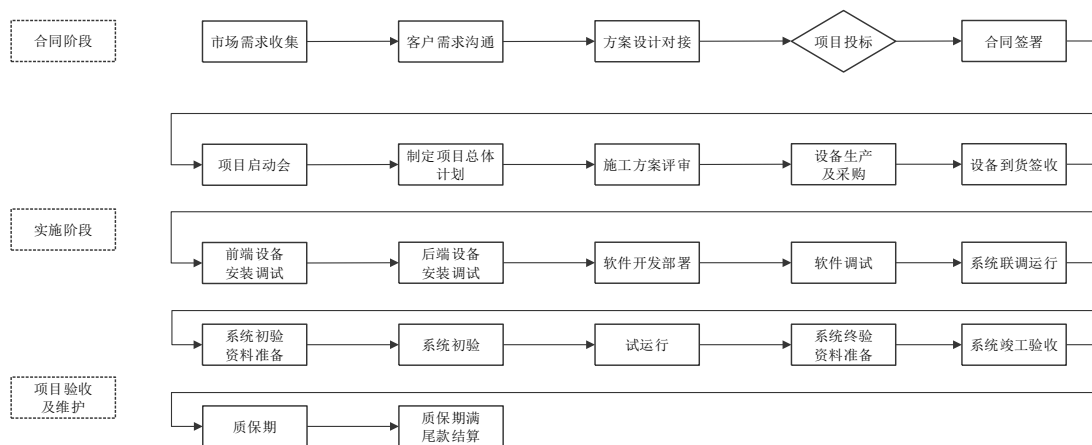 合同阶段
市场需求收集
客户需求沟通
方案设计对接
项目投标
合同签署
项目启动会
制定项目总体
计划
施工方案评审
设备生产
及采购
设备到货签收
实施阶段
前端设备
安装调试
后端设备
安装调试
软件开发部署
软件调试
系统联调运行
系统初验
资料准备
系统初验
试运行
系统终验
资料准备
系统竣工验收
项目验收
及维护
质保期
质保期满
尾款结算